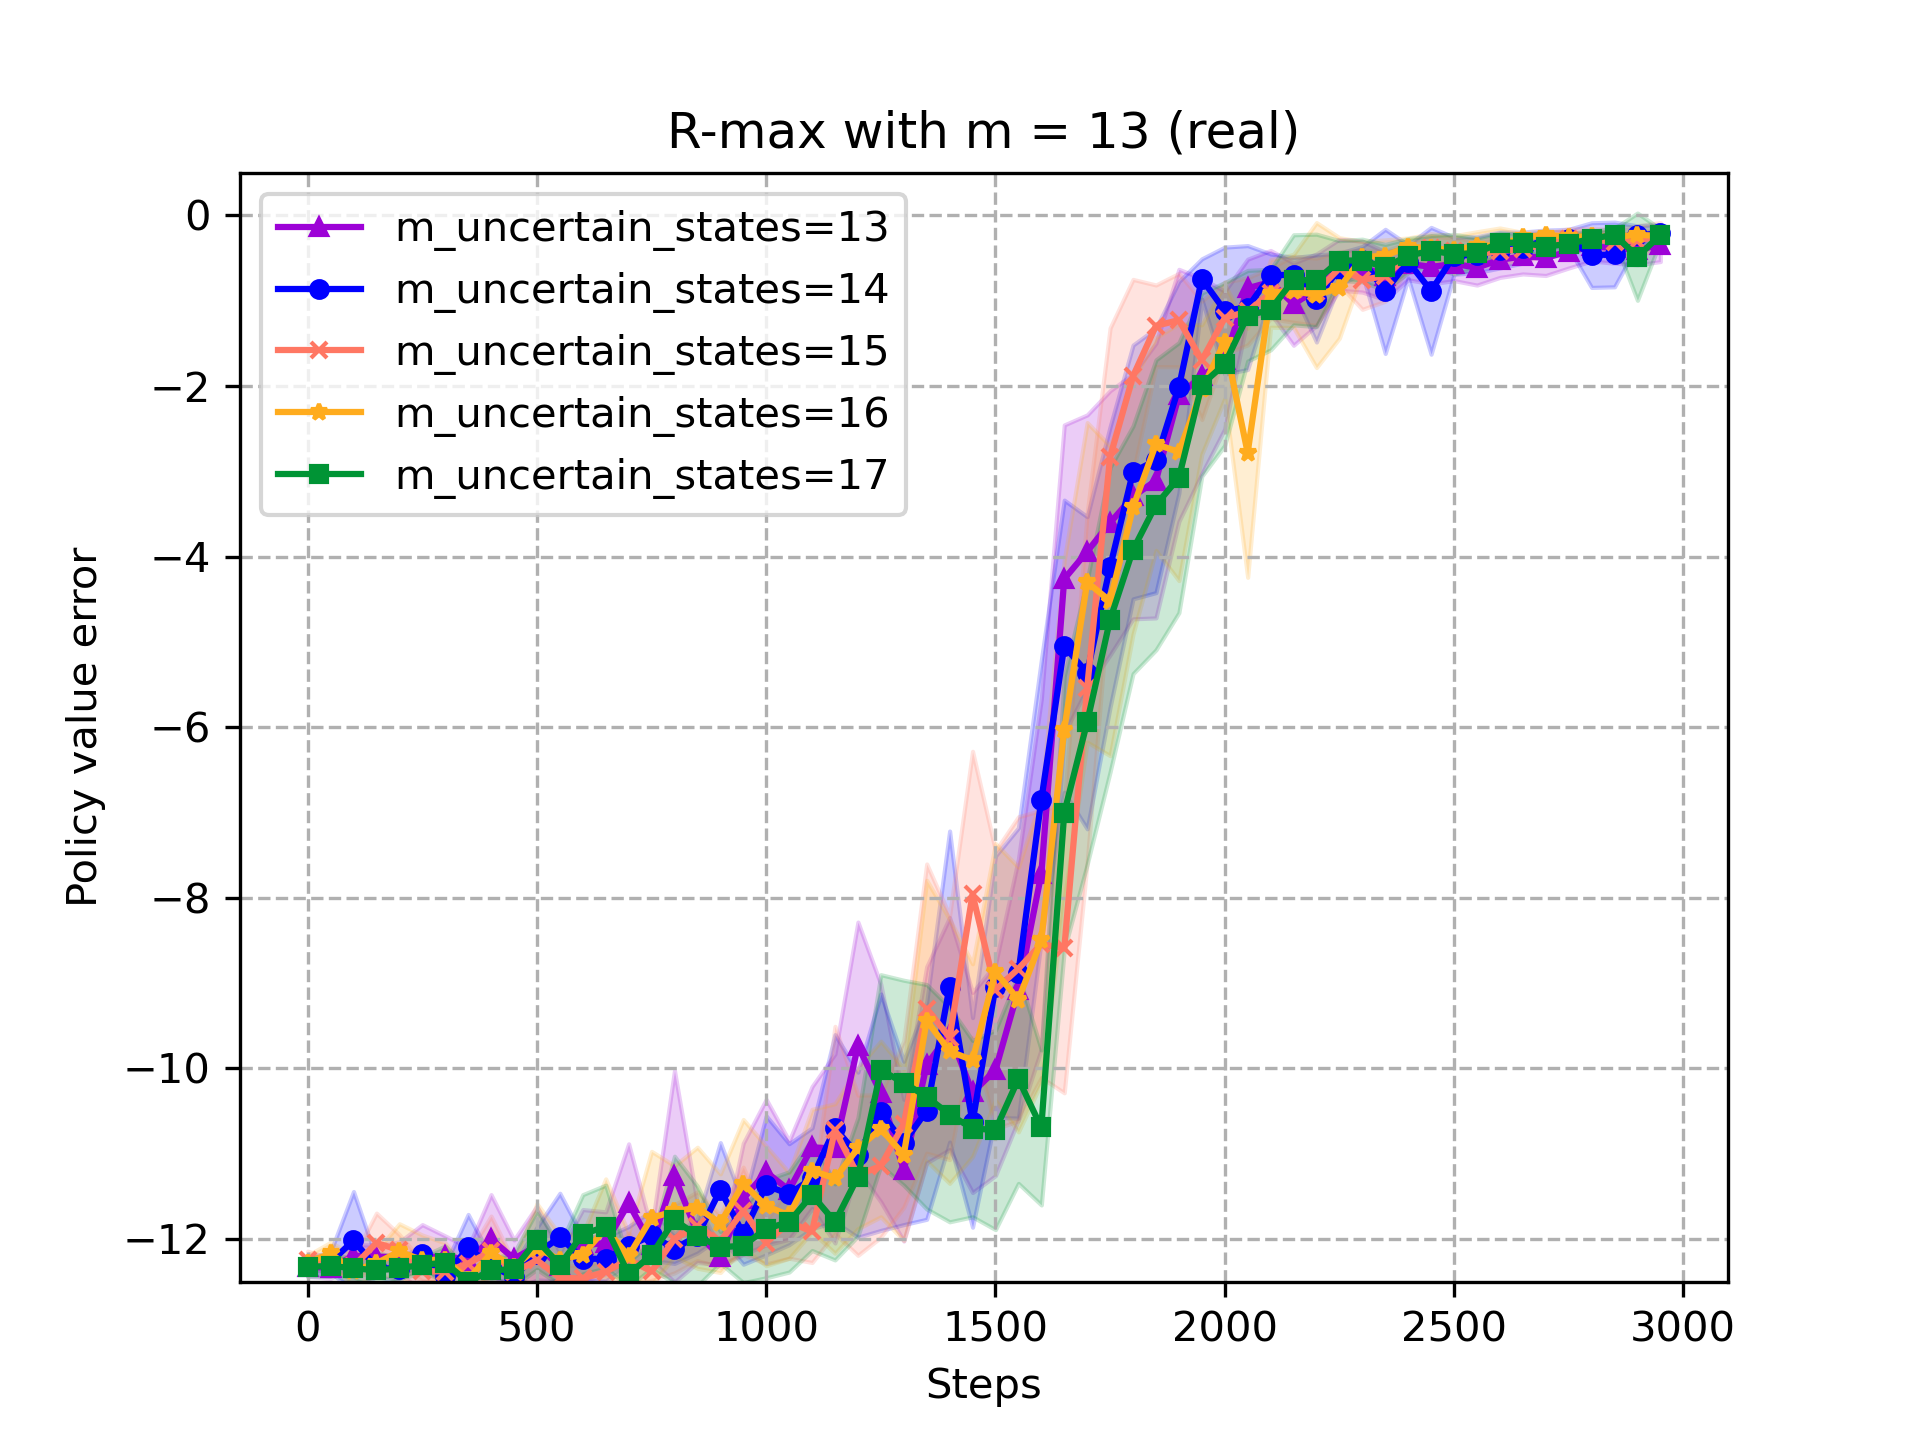 R-max with m = 13 (real)
m_uncertain_states=13
m_uncertain_states=14
m_uncertain_states=15
m_uncertain_states=16
m_uncertain_states=17
Policy value error
0
−2
−4
−6
−8
−10
−12
0 500 1000 1500 2000 2500 3000
Steps